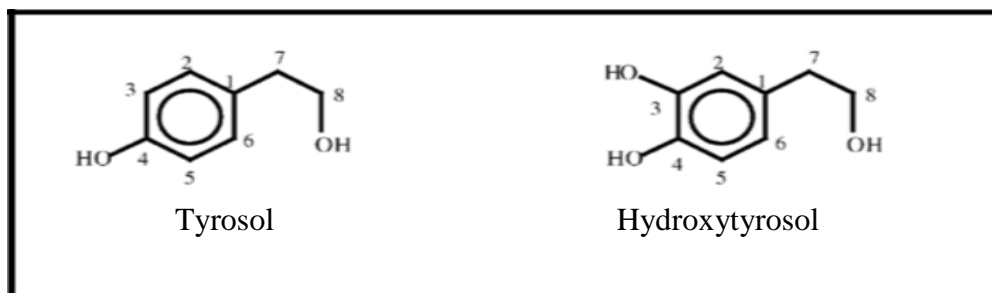 2 7
3 1 8
HO 4 6 OH
5
Tyrosol
HO 2 1 7
3 8
HO 4 6 OH
5
Hydroxytyrosol